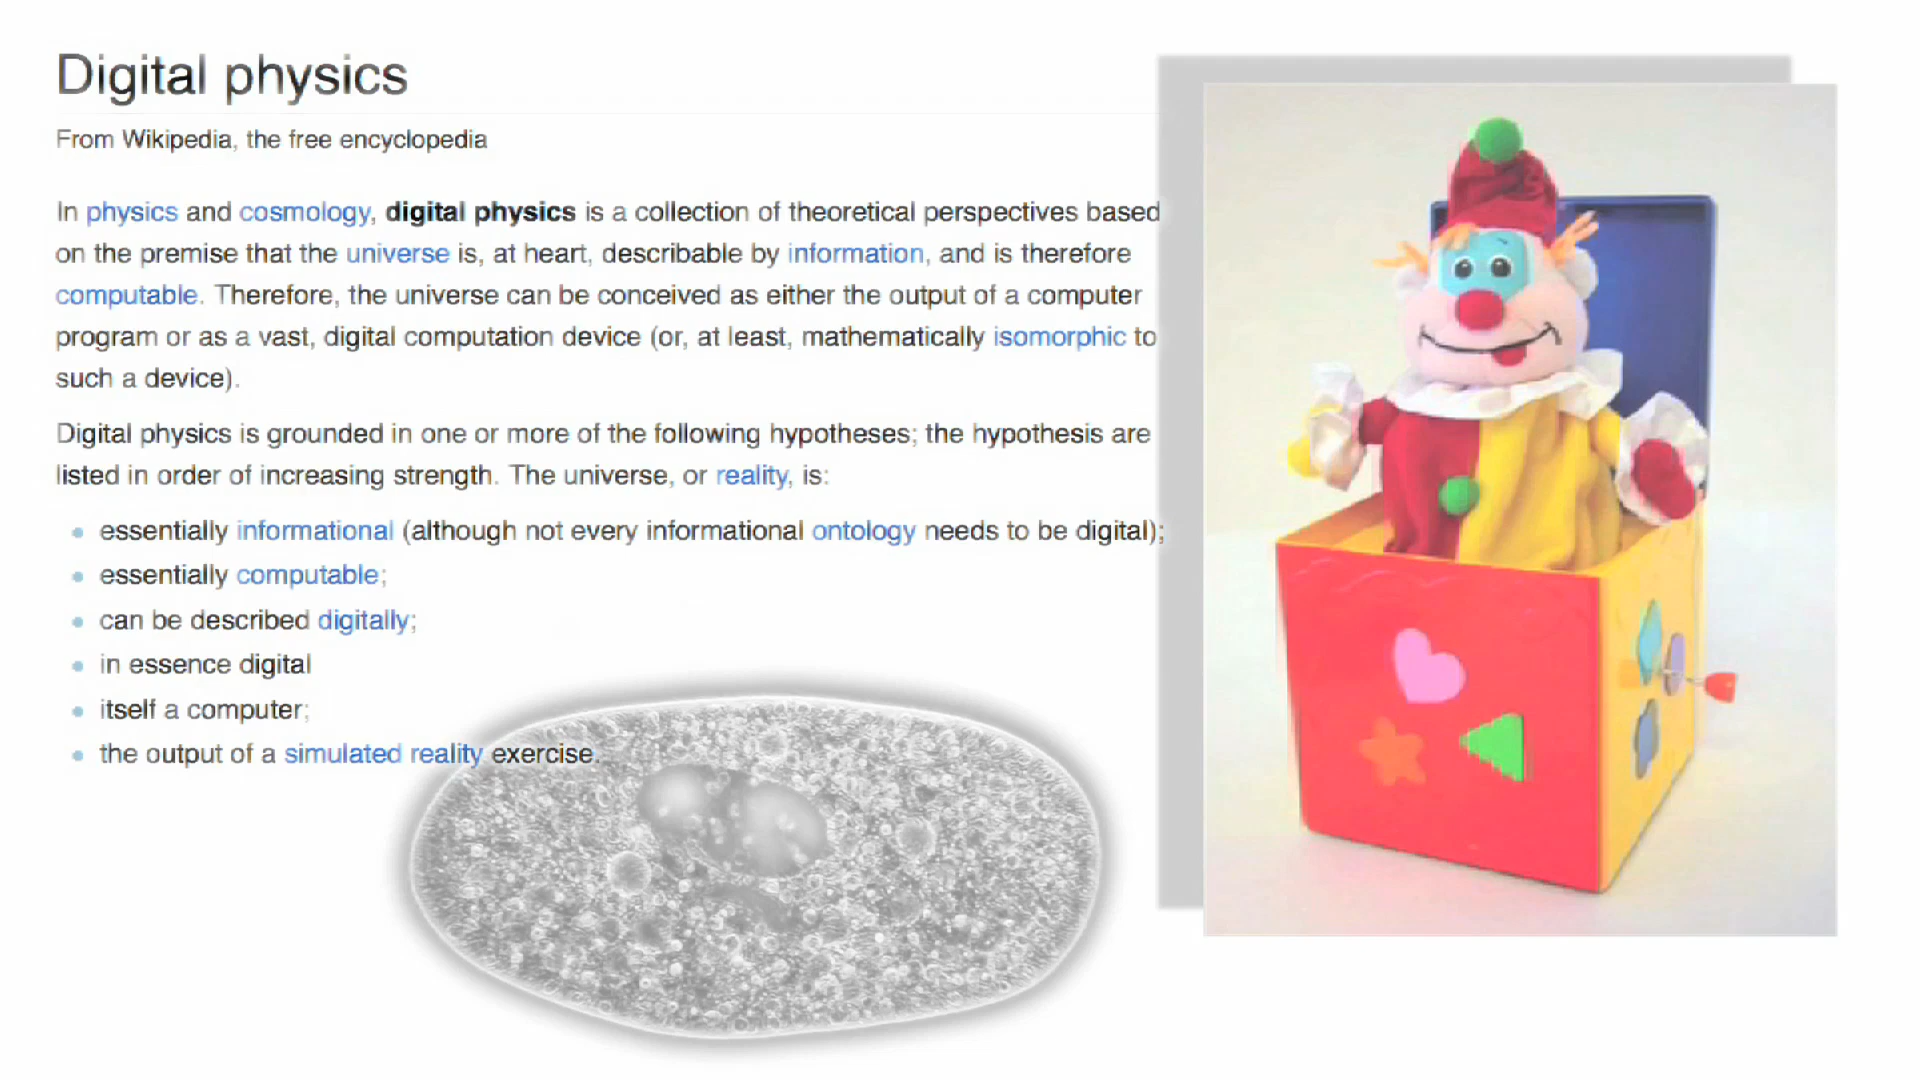 Digital physics
From Wikipedia, the free encyclopedia
In physics and cosmology, digital physics is a collection of theoretical perspectives based
on the premise that the universe is, at heart, describable by information, and is therefore
computable. Therefore, the universe can be conceived as either the output of a computer
program or as a vast, digital computation device (or, at least, mathematically isomorphic to
such a device).
Digital physics is grounded in one or more of the following hypotheses; the hypothesis are
listed in order of increasing strength. The universe, or reality, is:
essentially informational (although not every informational ontology needs to be digital);
essentially computable;
can be described digitally;
in essence digital
itself a computer;
the output of a simulated reality exercise.